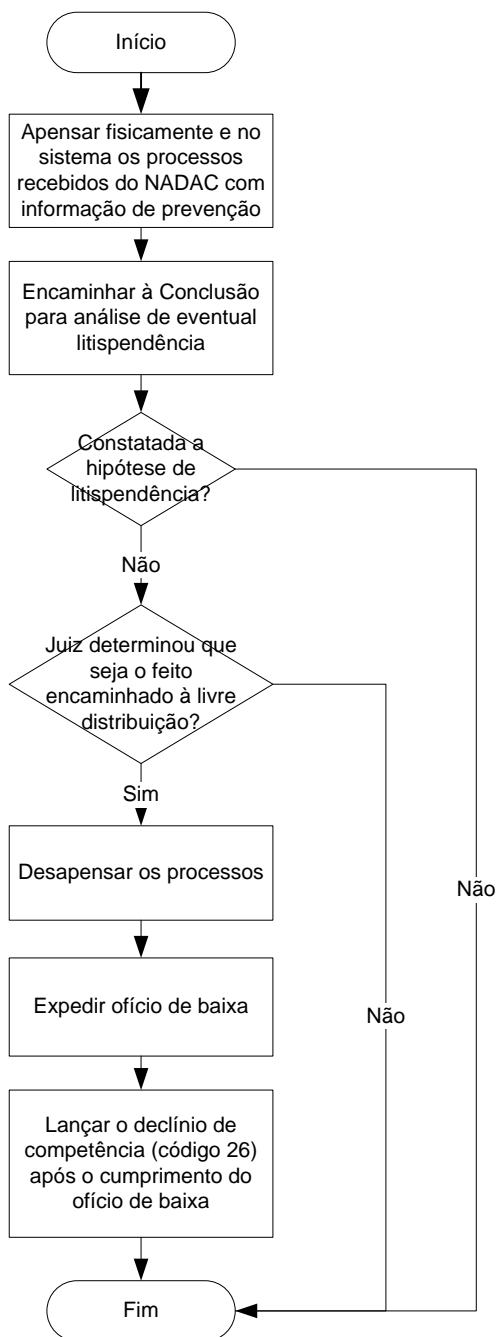 Início
Apensar fisicamente e no
sistema os processos
recebidos do NADAC com
informação de prevenção
Encaminhar à Conclusão
para análise de eventual
litispendência
Constatada a
hipótese de
litispendência?
Não
Juiz determinou que
seja o feito
encaminhado à livre
distribuição?
Sim
Desapensar os processos
Não
Expedir ofício de baixa
Não
Lançar o declínio de
competência (código 26)
após o cumprimento do
ofício de baixa
Fim